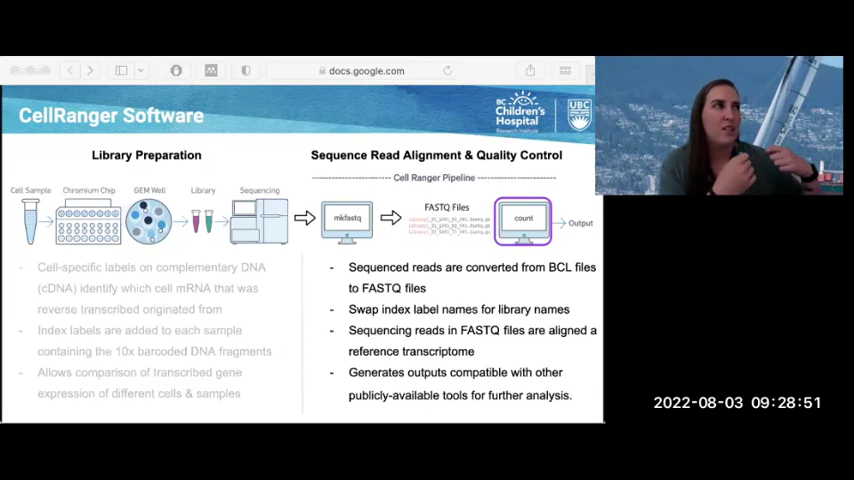 docs.google.com
CellRanger Software
BC
Children's
Hospital
Research Institute
UBC
Library Preparation
Sequence Read Alignment & Quality Control
Cell Ranger Pipeline
Cell Sample
Chromium Chip
GEM Well
Library
Sequencing
mkfastq
FASTQ Files
count
Output
- Cell-specific labels on complementary DNA
(cDNA) identify which cell mRNA that was
reverse transcribed originated from
- Index labels are added to each sample
containing the 10x barcoded DNA fragments
- Allows comparison of transcribed gene
expression of different cells & samples
- Sequenced reads are converted from BCL files
to FASTQ files
- Swap index label names for library names
- Sequencing reads in FASTQ files are aligned a
reference transcriptome
- Generates outputs compatible with other
publicly-available tools for further analysis.
2022-08-03 09:28:51